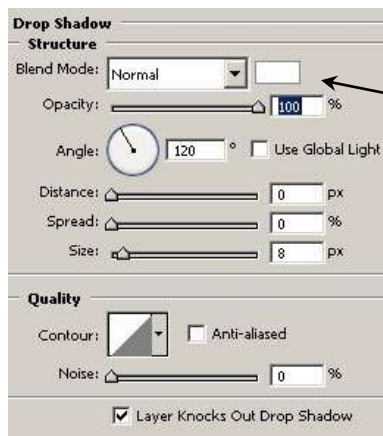 Drop Shadow
Structure
Blend Mode: Normal
Opacity: 100 %
Angle: 120 ° Use Global Light
Distance: 0 px
Spread: 0 %
Size: 8 px
Quality
Contour: Anti-aliased
Noise: 0 %
Layer Knocks Out Drop Shadow